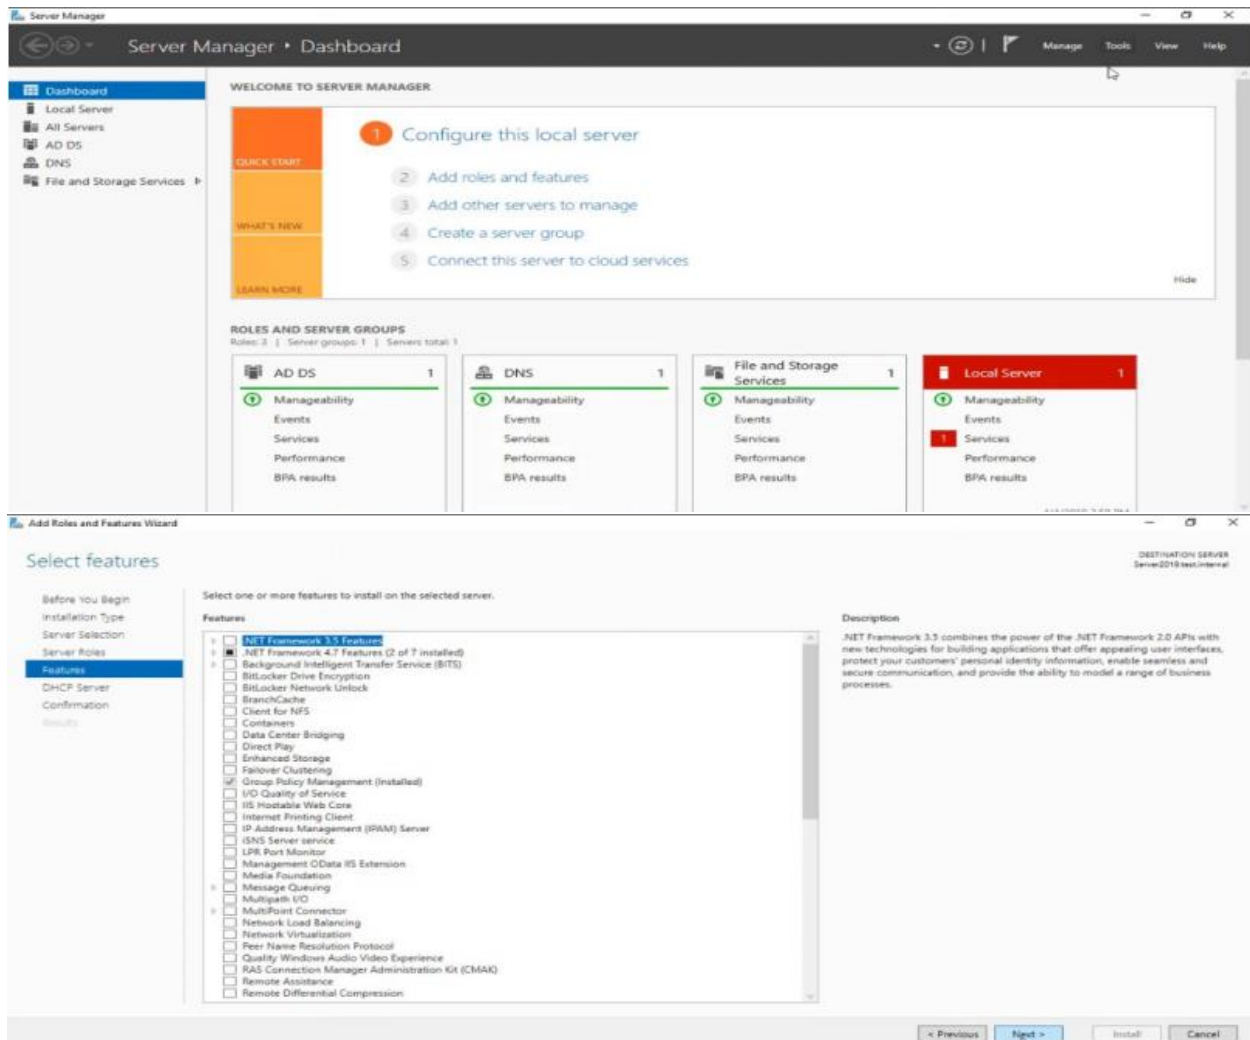 Server Manager
Server Manager • Dashboard
Manage Tools View Help
Dashboard
Local Server
All Servers
AD DS
DNS
File and Storage Services
WELCOME TO SERVER MANAGER
QUICK START
WHAT'S NEW
LEARN MORE
1 Configure this local server
2 Add roles and features
3 Add other servers to manage
4 Create a server group
5 Connect this server to cloud services
Hide
ROLES AND SERVER GROUPS
Roles: 3 | Server groups: 1 | Servers total: 1
AD DS 1
Manageability
Events
Services
Performance
BPA results
DNS 1
Manageability
Events
Services
Performance
BPA results
File and Storage
Services 1
Manageability
Events
Services
Performance
BPA results
Local Server 1
Manageability
Events
1 Services
Performance
BPA results
Add Roles and Features Wizard
Select features
DESTINATION SERVER
Server2019.test.internal
Before You Begin
Installation Type
Server Selection
Server Roles
Features
DHCP Server
Confirmation
Results
Select one or more features to install on the selected server.
Features
.NET Framework 3.5 Features
.NET Framework 4.7 Features (2 of 7 installed)
Background Intelligent Transfer Service (BITS)
BitLocker Drive Encryption
BitLocker Network Unlock
BranchCache
Client for NFS
Containers
Data Center Bridging
Direct Play
Enhanced Storage
Failover Clustering
Group Policy Management (Installed)
I/O Quality of Service
IIS Hostable Web Core
Internet Printing Client
IP Address Management (IPAM) Server
iSNS Server service
LPR Port Monitor
Management OData IIS Extension
Media Foundation
Message Queuing
Multipath I/O
MultiPoint Connector
Network Load Balancing
Network Virtualization
Peer Name Resolution Protocol
Quality Windows Audio Video Experience
RAS Connection Manager Administration Kit (CMAK)
Remote Assistance
Remote Differential Compression
Description
.NET Framework 3.5 combines the power of the .NET Framework 2.0 APIs with
new technologies for building applications that offer appealing user interfaces,
protect your customers' personal identity information, enable seamless and
secure communication, and provide the ability to model a range of business
processes.
< Previous Next > Install Cancel